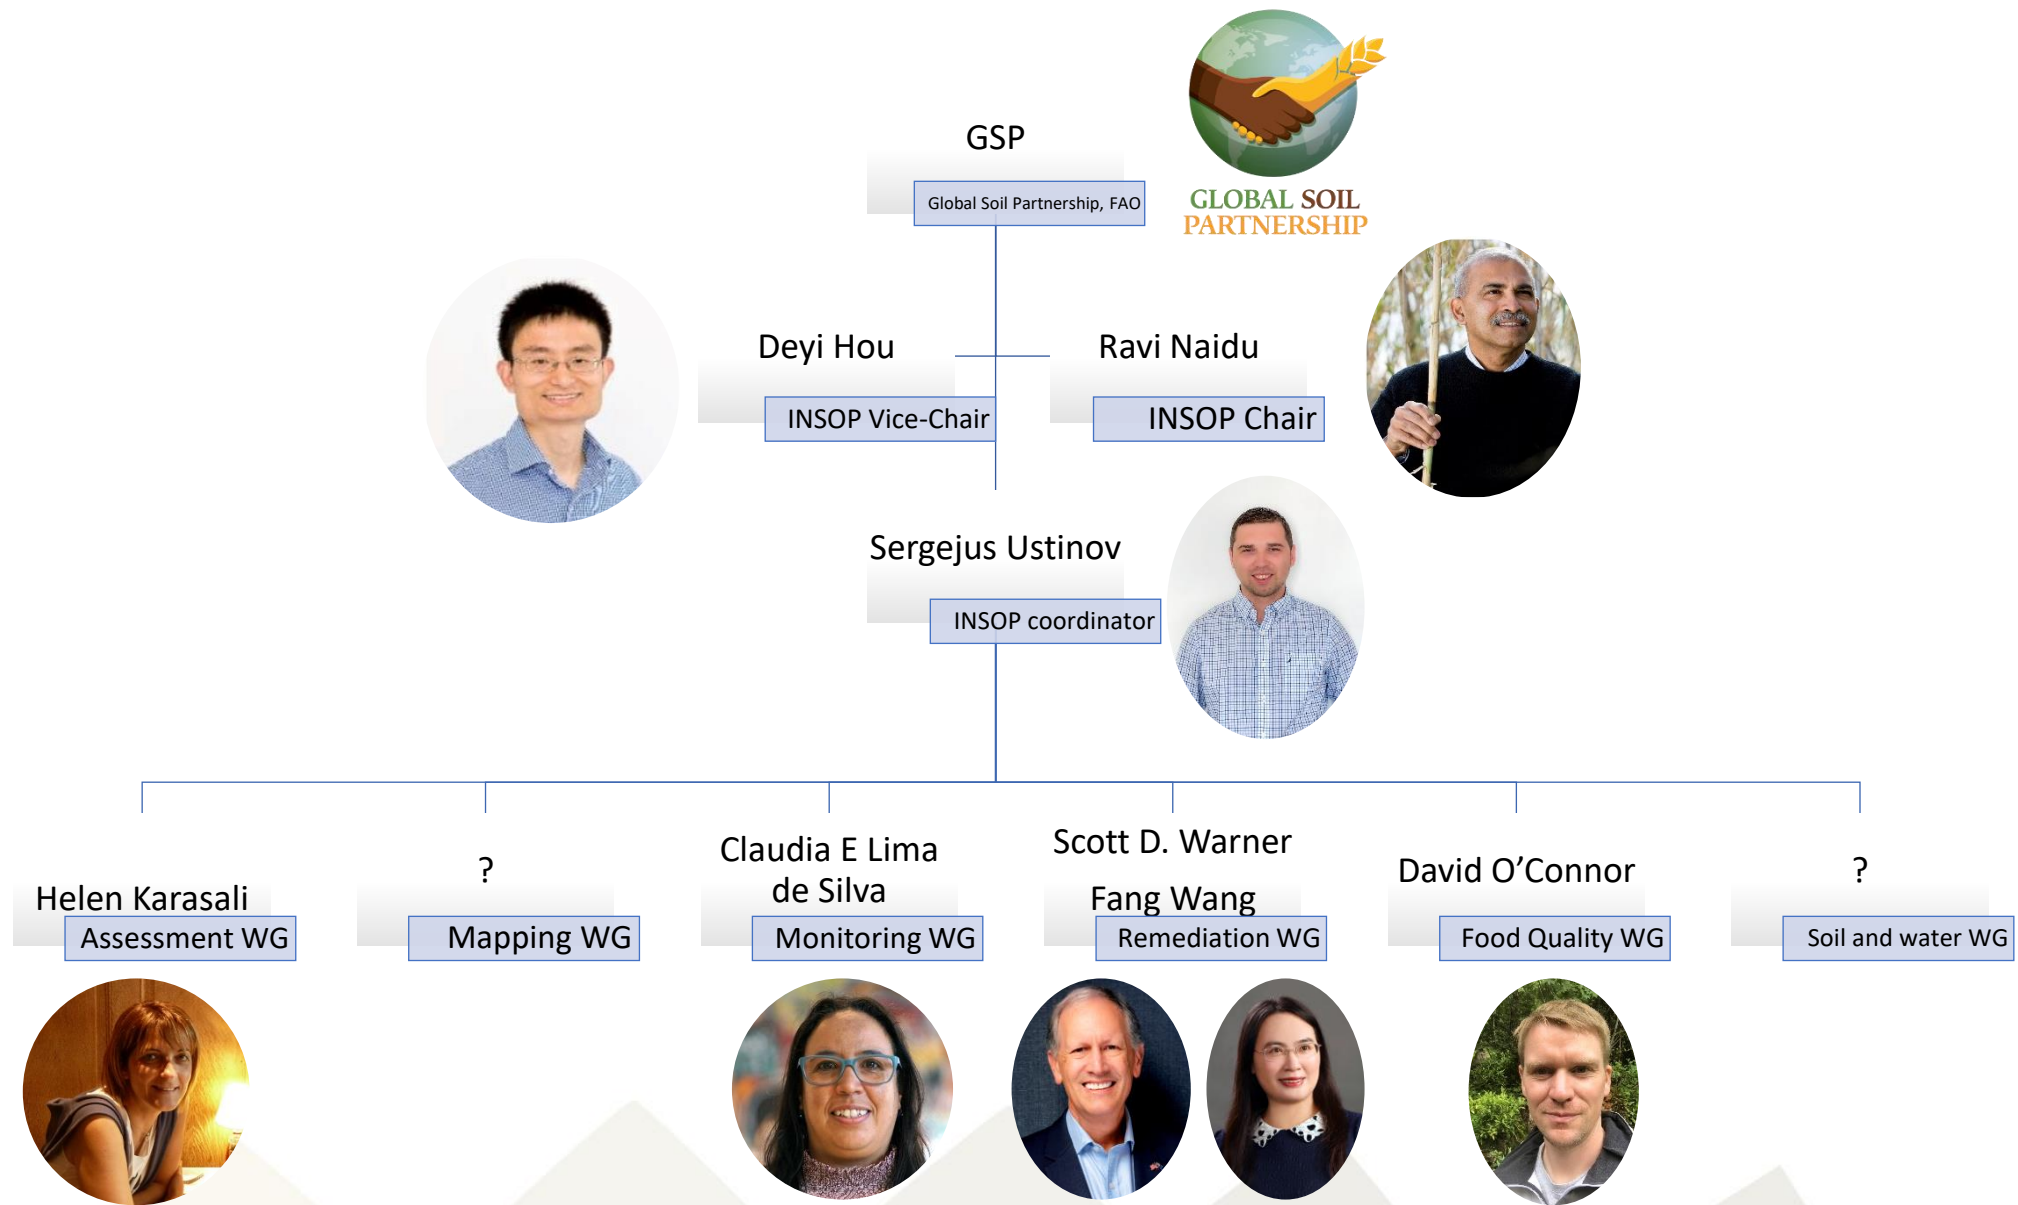 GSP
Global Soil Partnership, FAO
GLOBAL SOIL
PARTNERSHIP
Deyi Hou
INSOP Vice-Chair
Ravi Naidu
INSOP Chair
Sergejus Ustinov
INSOP coordinator
Helen Karasali
Assessment WG
?
Mapping WG
Claudia E Lima
de Silva
Monitoring WG
Scott D. Warner
Fang Wang
Remediation WG
David O’Connor
Food Quality WG
?
Soil and water WG